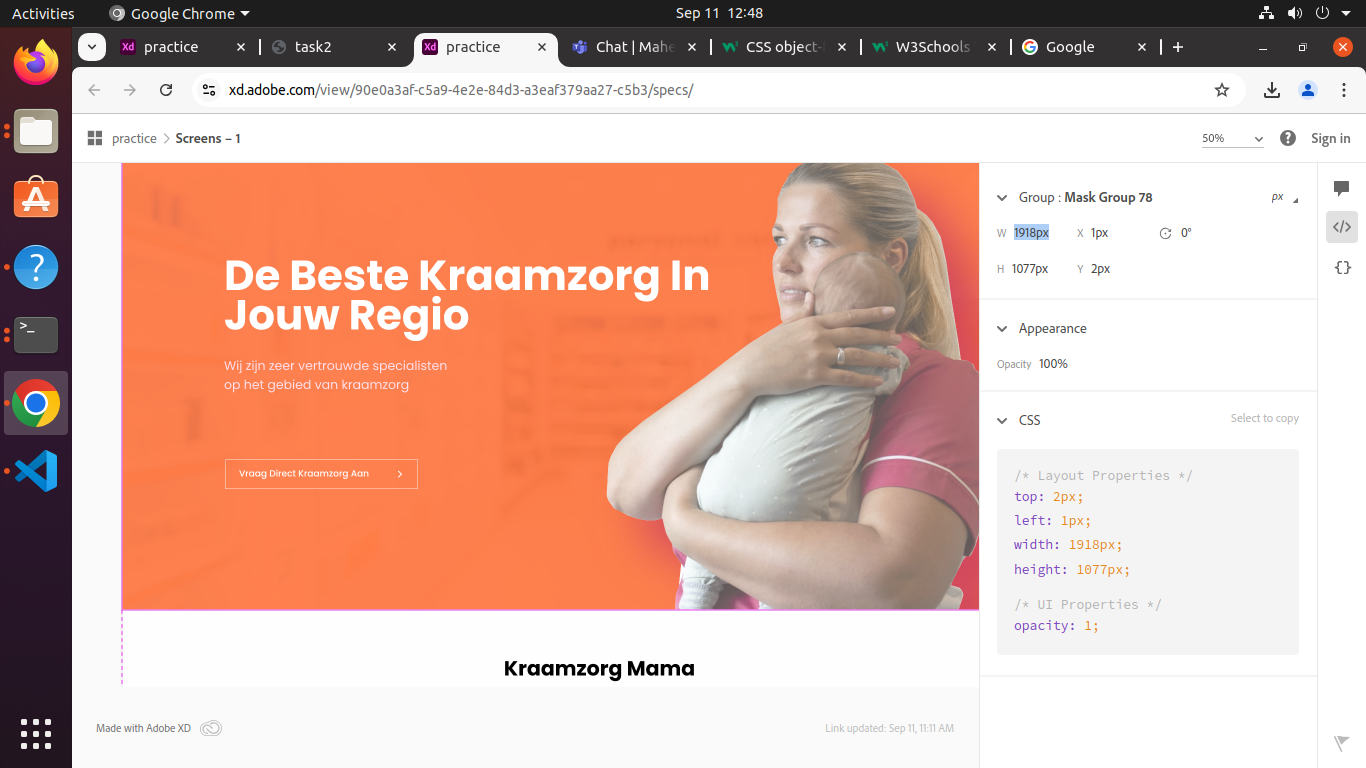 Activities
Google Chrome
Sep 11 12:48
Xd practice
task2
Xd practice
Chat | Mahe
CSS object-
W3Schools
Google
xd.adobe.com/view/90e0a3af-c5a9-4e2e-84d3-a3eaf379aa27-c5b3/specs/
practice
Screens – 1
50%
Sign in
De Beste Kraamzorg In
Jouw Regio
Wij zijn zeer vertrouwde specialisten
op het gebied van kraamzorg
Vraag Direct Kraamzorg Aan
Kraamzorg Mama
Made with Adobe XD
Link updated: Sep 11, 11:11 AM
Group : Mask Group 78
px
W 1918px X 1px 0°
H 1077px Y 2px
Appearance
Opacity 100%
CSS
Select to copy
/* Layout Properties */
top: 2px;
left: 1px;
width: 1918px;
height: 1077px;
/* UI Properties */
opacity: 1;